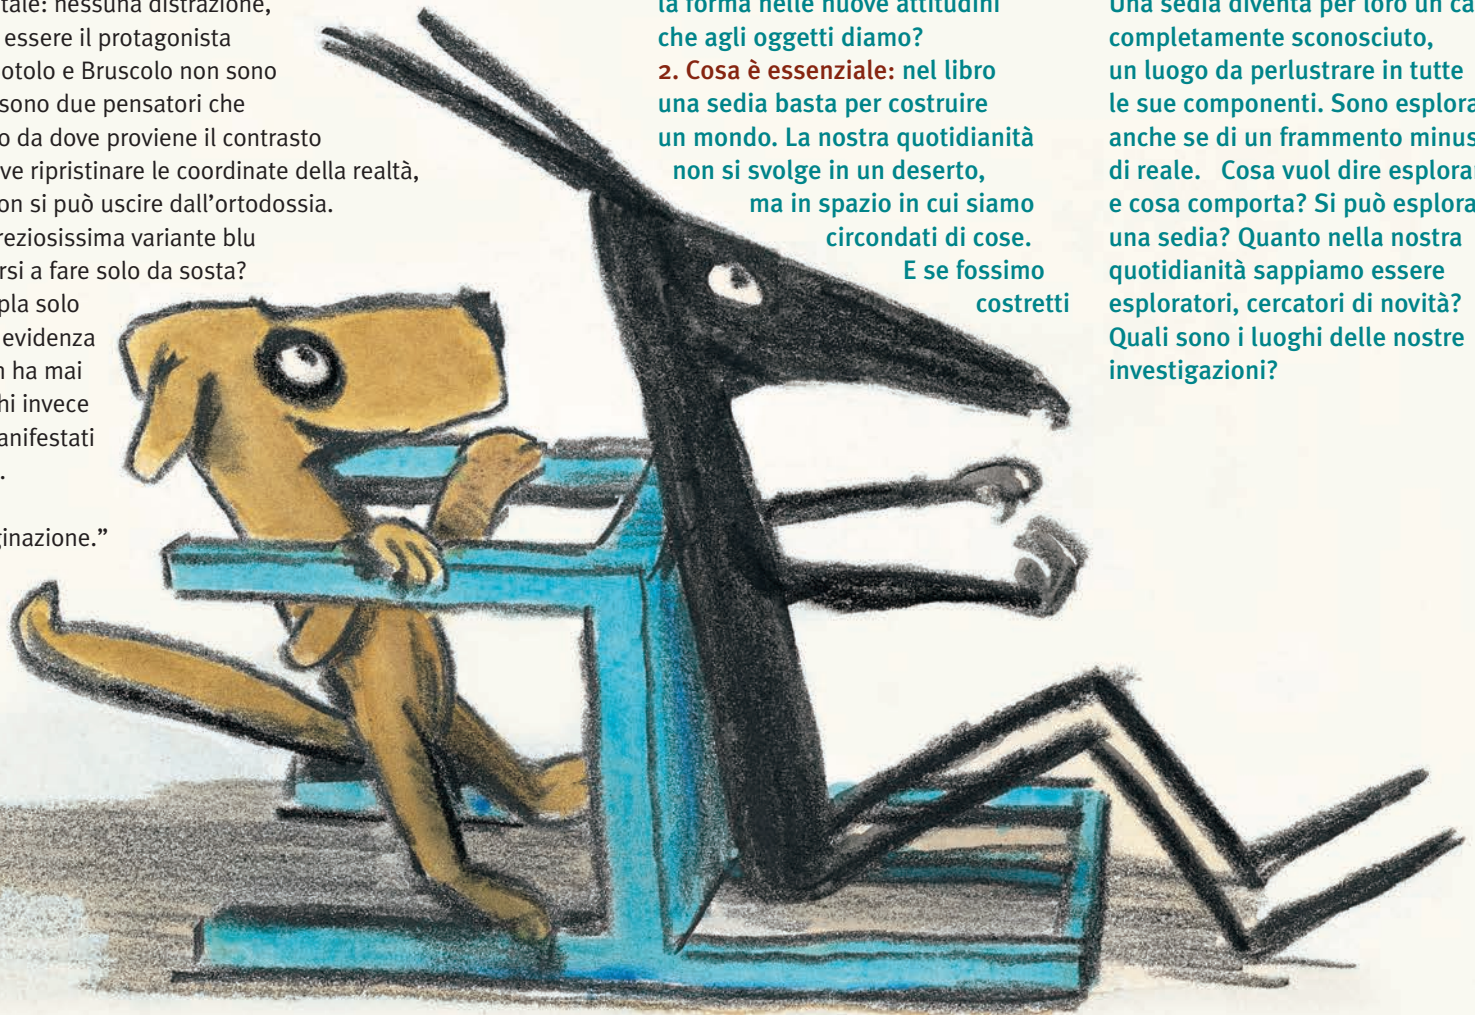 tale: nessuna distrazione,
essere il protagonista
otolo e Bruscolo non sono
sono due pensatori che
o da dove proviene il contrasto
ve ripristinare le coordinate della realtà,
on si può uscire dall'ortodossia.
reziosissima variante blu
rsi a fare solo da sosta?
pla solo
evidenza
n ha mai
hi invece
anifestati
.
ginazione.”
la forma nelle nuove attitudini
che agli oggetti diamo?
2. Cosa è essenziale: nel libro
una sedia basta per costruire
un mondo. La nostra quotidianità
non si svolge in un deserto,
ma in spazio in cui siamo
circondati di cose.
E se fossimo
costretti
Una sedia diventa per loro un ca
completamente sconosciuto,
un luogo da perlustrare in tutte
le sue componenti. Sono esplora
anche se di un frammento minus
di reale. Cosa vuol dire esplorar
e cosa comporta? Si può esplora
una sedia? Quanto nella nostra
quotidianità sappiamo essere
esploratori, cercatori di novità?
Quali sono i luoghi delle nostre
investigazioni?